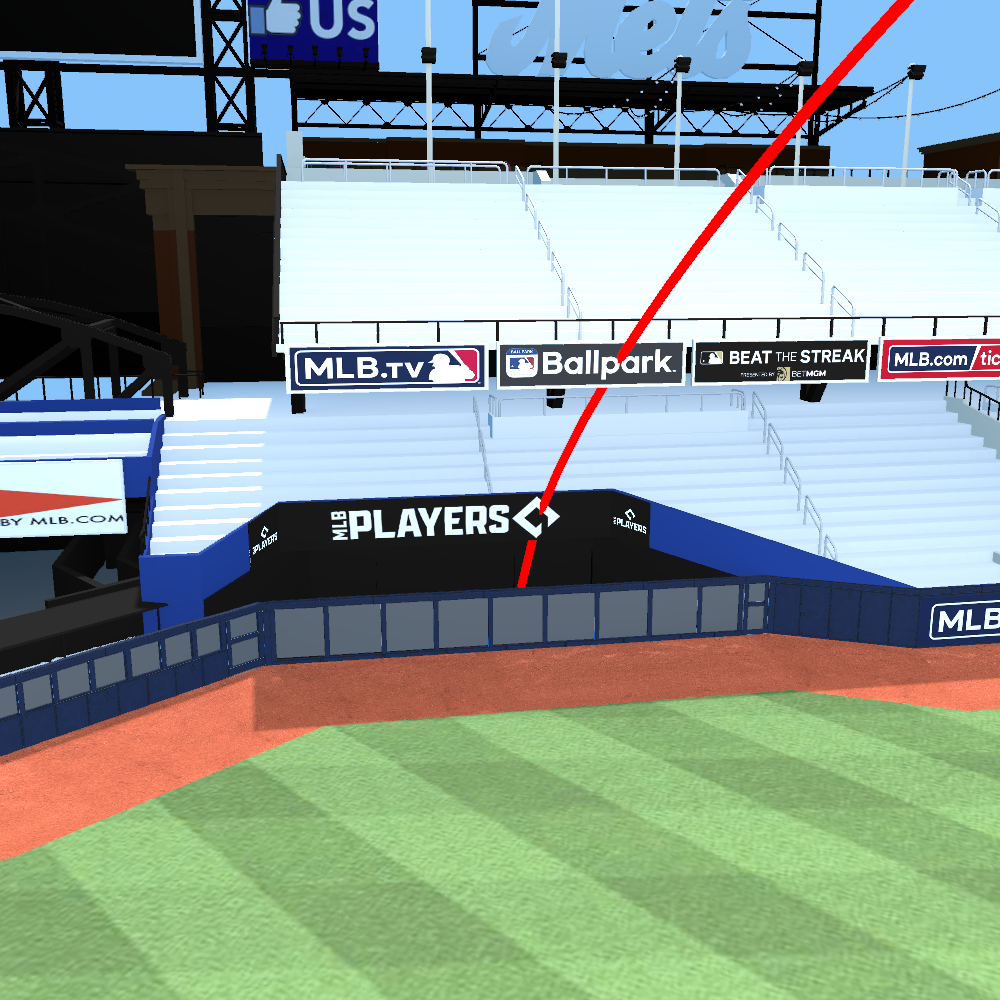 US
Mets
MLB.TV
BALLPARK
Ballpark.
BEAT THE STREAK
PRESENTED BY BETMGM
MLB.com / tic
BY MLB.COM
MLB PLAYERS
PLAYERS
PLAYERS
MLB